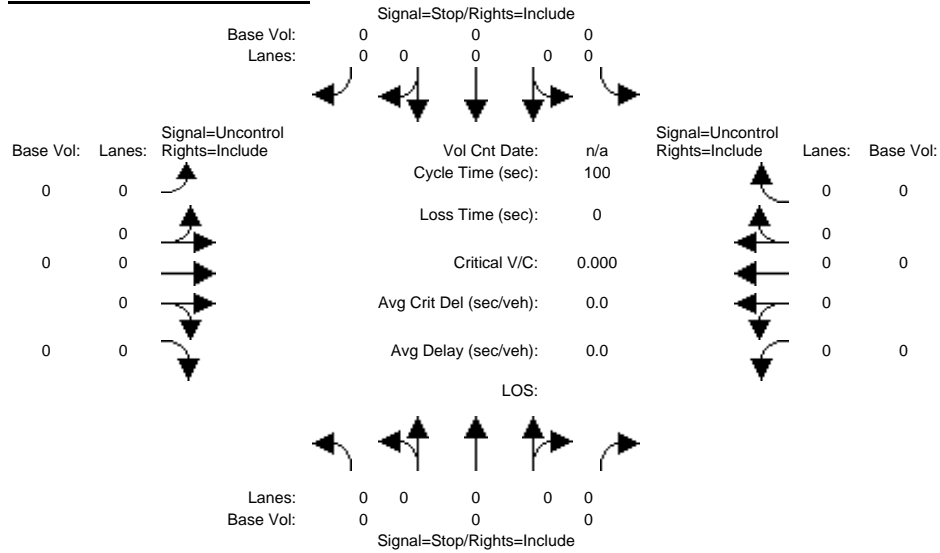 Signal=Stop/Rights=Include
Base Vol: 0 0 0
Lanes: 0 0 0 0 0
Signal=Uncontrol Signal=Uncontrol
Base Vol: Lanes: Rights=Include Vol Cnt Date: n/a Rights=Include Lanes: Base Vol:
Cycle Time (sec): 100
0 0 0 0
Loss Time (sec): 0
0 0
0 0 Critical V/C: 0.000 0 0
0 Avg Crit Del (sec/veh): 0.0 0
0 0 Avg Delay (sec/veh): 0.0 0 0
LOS:
Lanes: 0 0 0 0 0
Base Vol: 0 0 0
Signal=Stop/Rights=Include